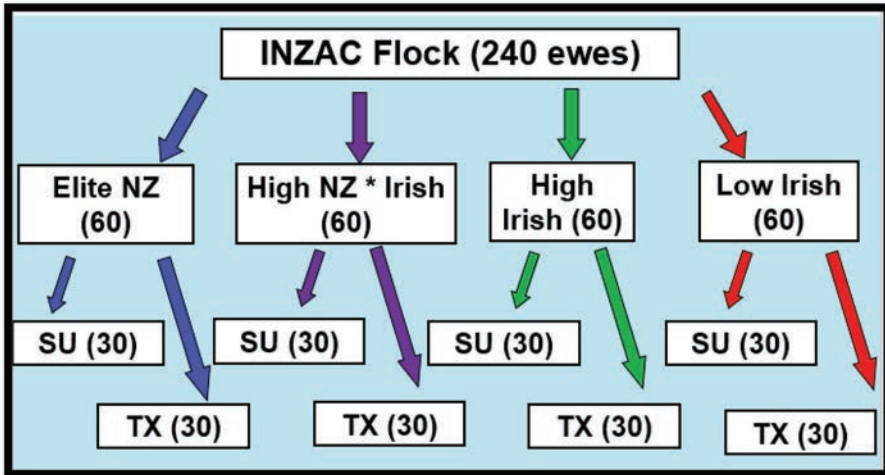 INZAC Flock (240 ewes)
Elite NZ
(60)
High NZ * Irish
(60)
High
Irish (60)
Low Irish
(60)
SU (30)
SU (30)
SU (30)
SU (30)
TX (30)
TX (30)
TX (30)
TX (30)